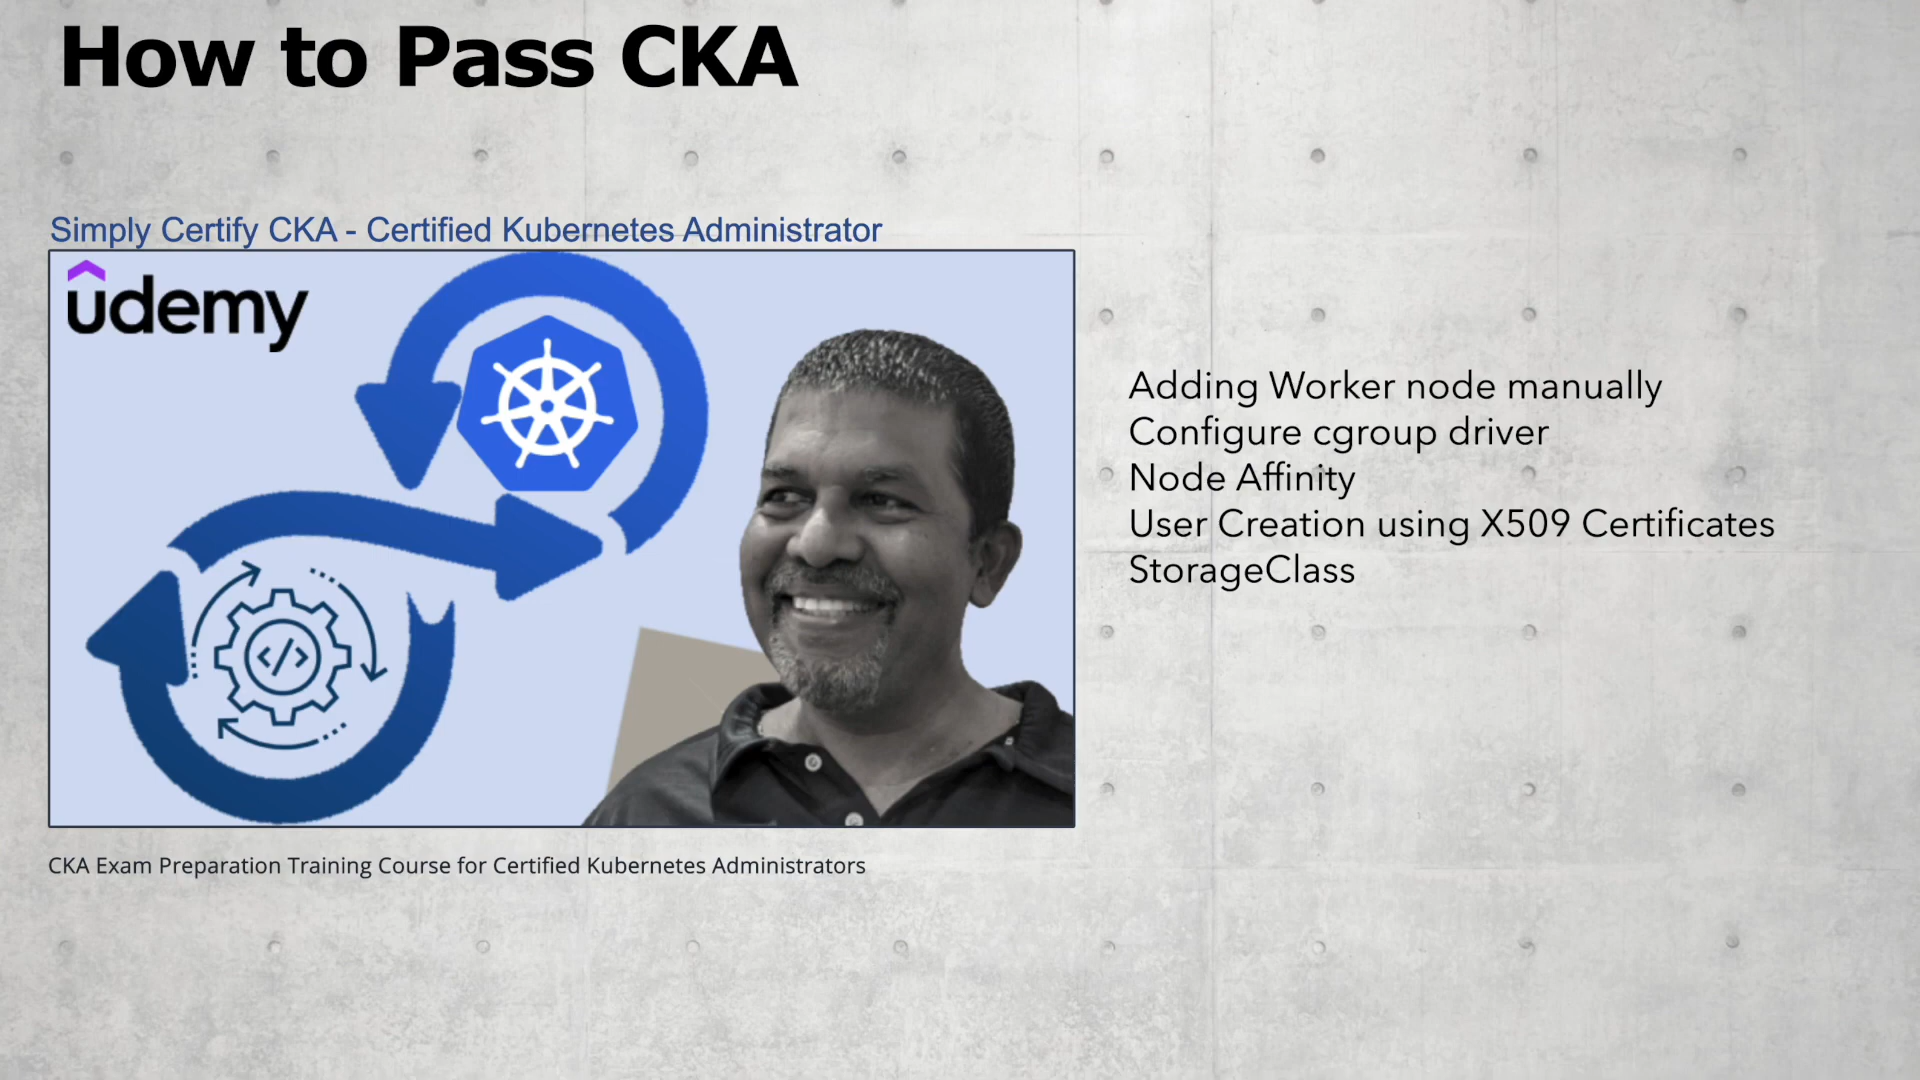 How to Pass CKA
Simply Certify CKA - Certified Kubernetes Administrator
udemy
</>
Adding Worker node manually
Configure cgroup driver
Node Affinity
User Creation using X509 Certificates
StorageClass
CKA Exam Preparation Training Course for Certified Kubernetes Administrators